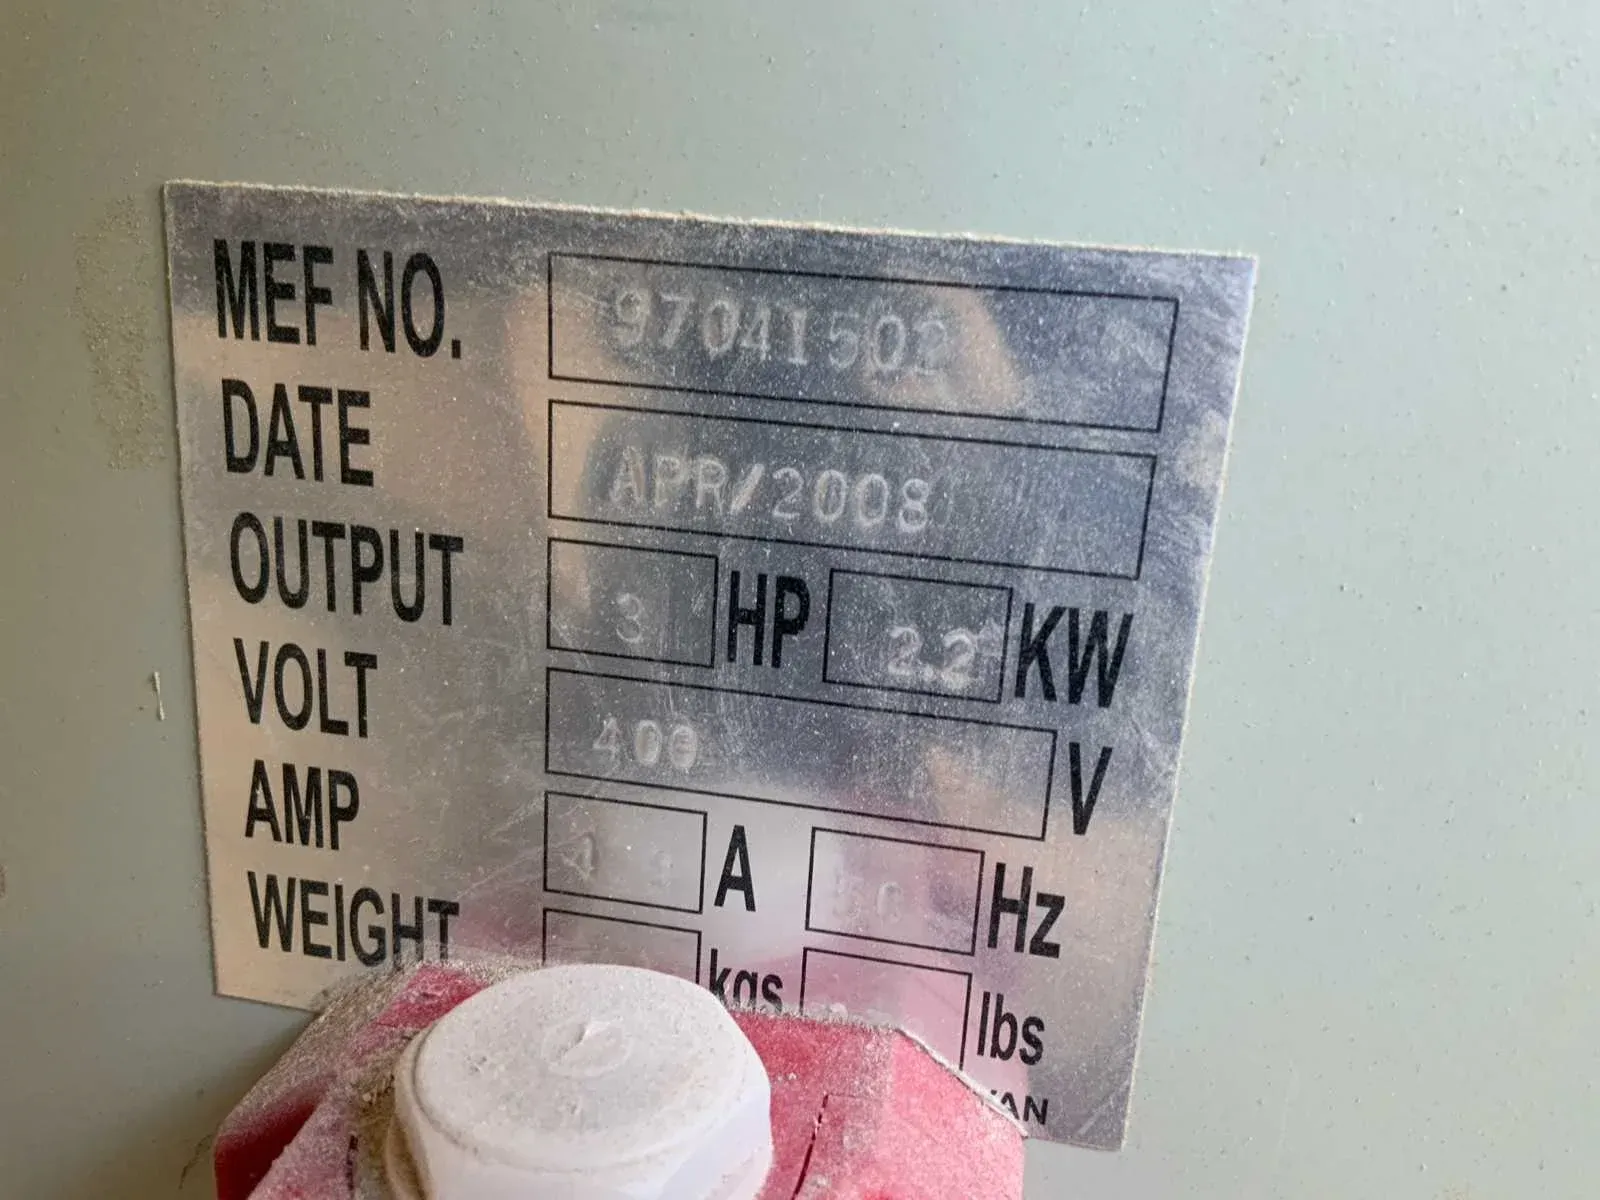 MEF NO. 97041502
DATE APR/2008
OUTPUT 3 HP 2.2 KW
VOLT 400 V
AMP A 50 Hz
WEIGHT kgs lbs